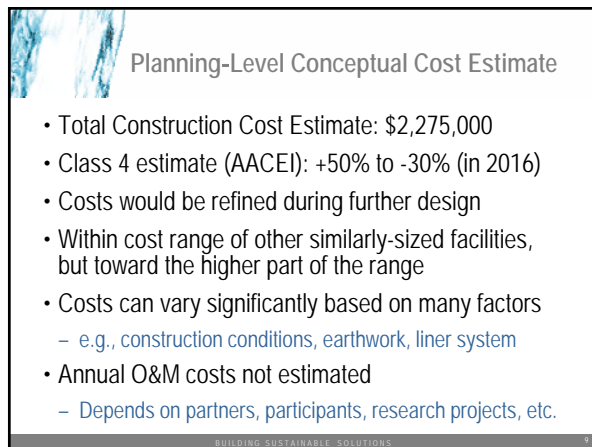 Planning-Level Conceptual Cost Estimate
• Total Construction Cost Estimate: $2,275,000
• Class 4 estimate (AACEI): +50% to -30% (in 2016)
• Costs would be refined during further design
• Within cost range of other similarly-sized facilities,
but toward the higher part of the range
• Costs can vary significantly based on many factors
– e.g., construction conditions, earthwork, liner system
• Annual O&M costs not estimated
– Depends on partners, participants, research projects, etc.
BUILDING SUSTAINABLE SOLUTIONS 9